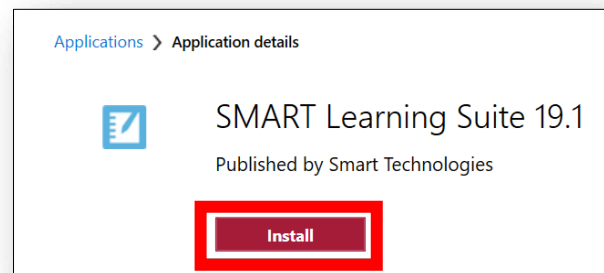 Applications ❯ Application details
SMART Learning Suite 19.1
Published by Smart Technologies
Install